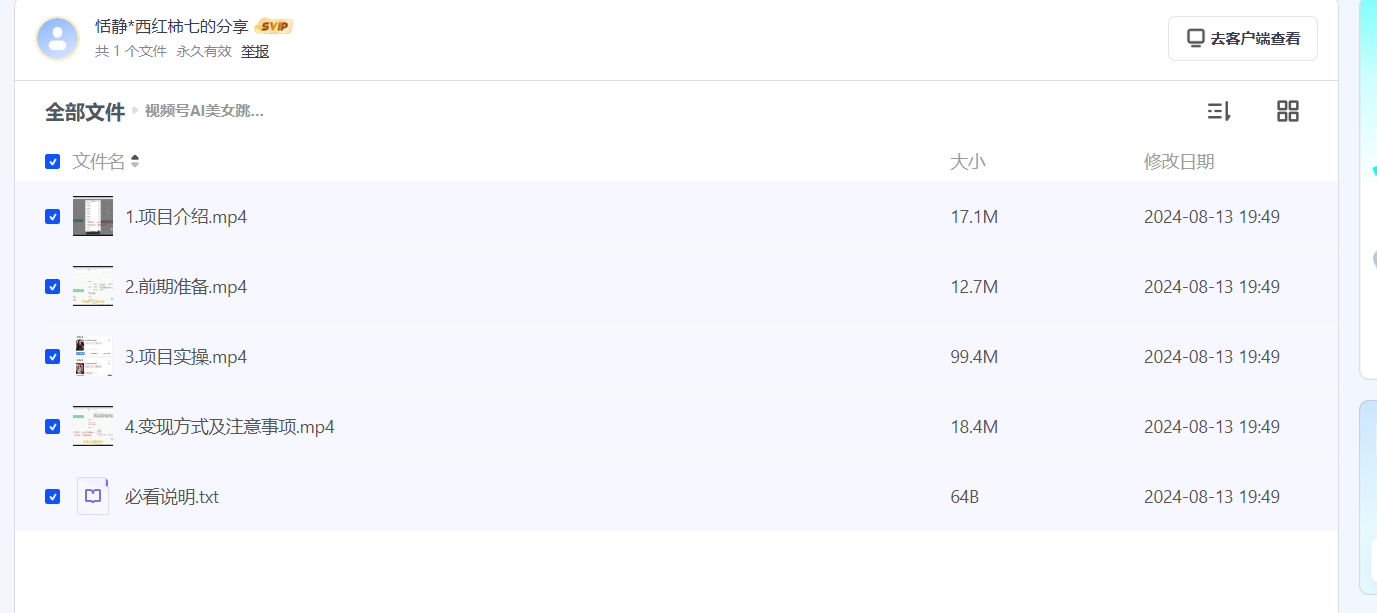 恬静*西红柿七的分享 SVIP
共 1 个文件 永久有效 举报
去客户端查看
全部文件 视频号AI美女跳...
文件名 大小 修改日期
1.项目介绍.mp4 17.1M 2024-08-13 19:49
2.前期准备.mp4 12.7M 2024-08-13 19:49
3.项目实操.mp4 99.4M 2024-08-13 19:49
4.变现方式及注意事项.mp4 18.4M 2024-08-13 19:49
必看说明.txt 64B 2024-08-13 19:49